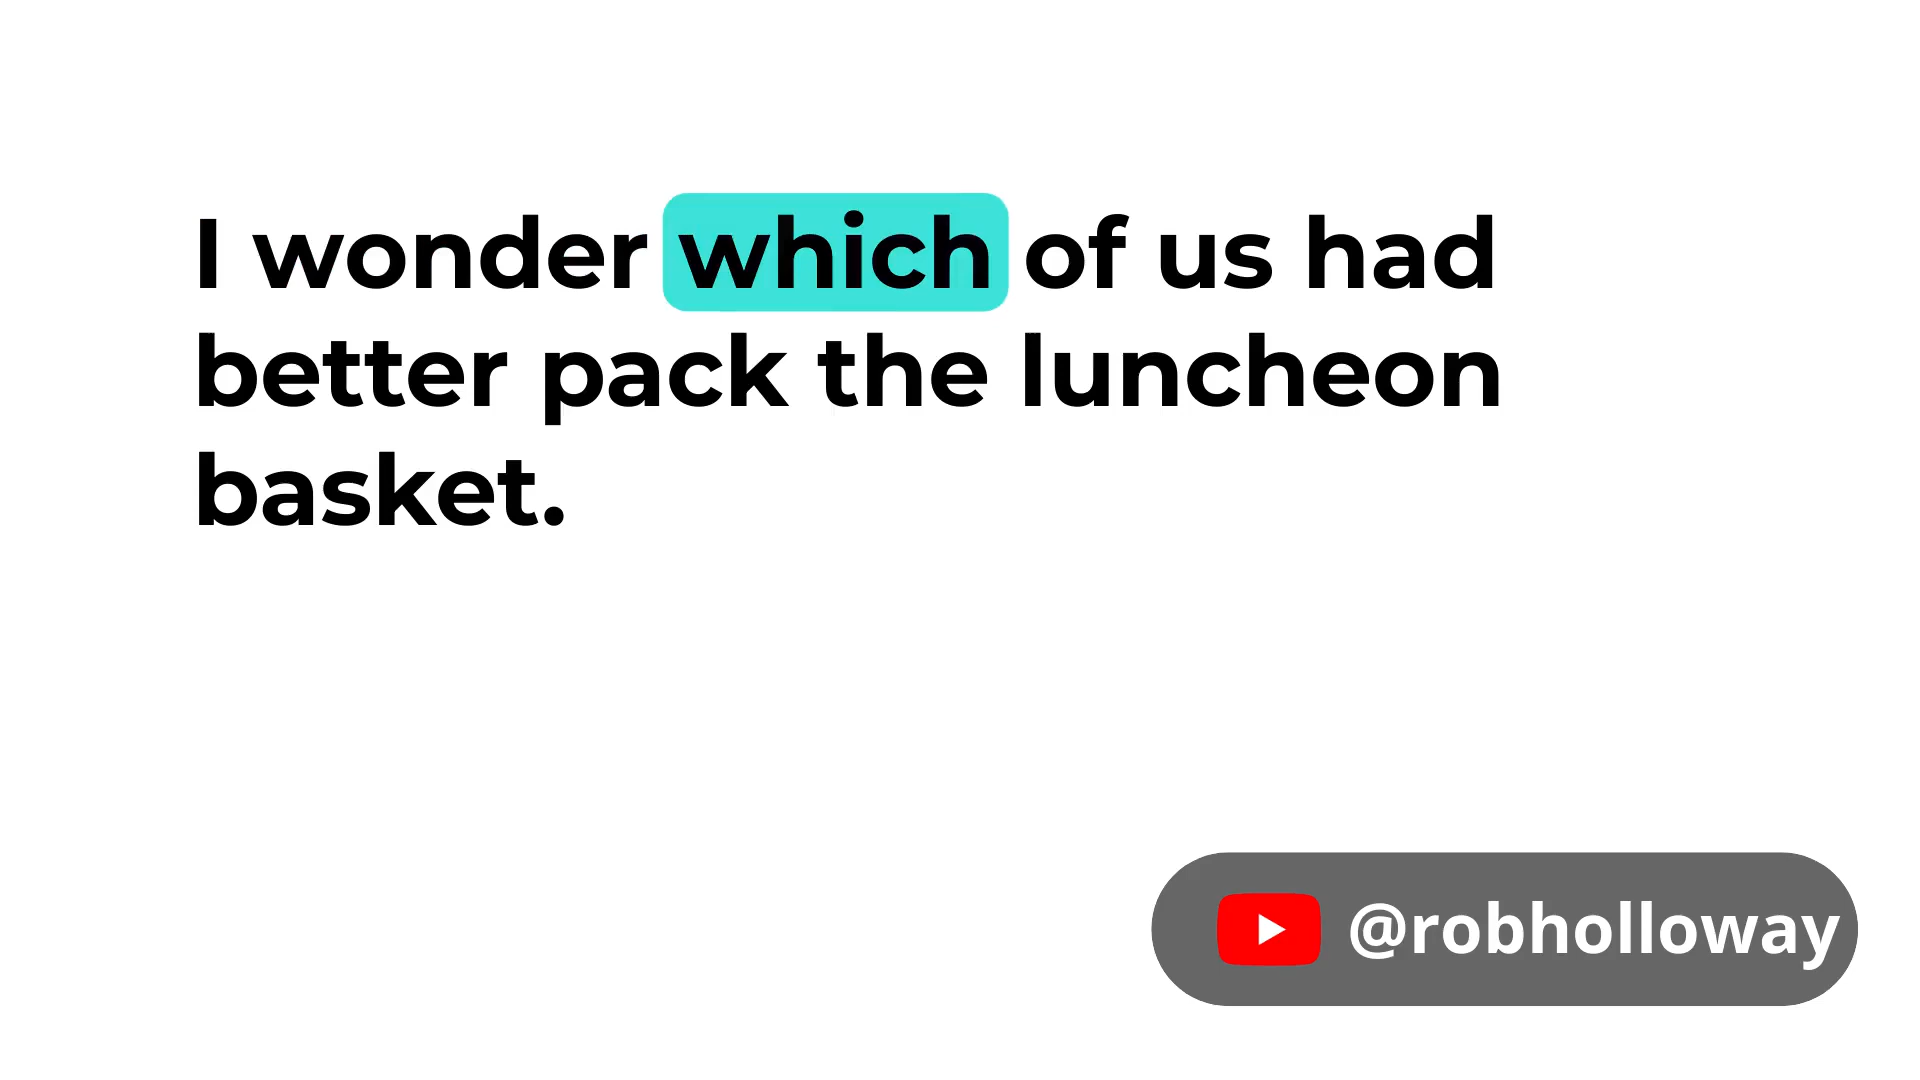 I wonder which of us had
better pack the luncheon
basket.
@robholloway